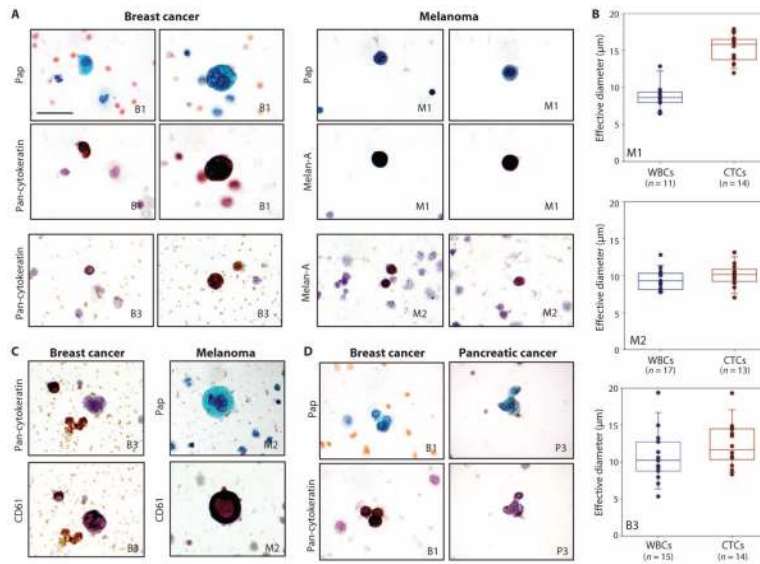 A
Breast cancer
Melanoma
Pap
B1
B1
Pap
M1
M1
Pan-cytokeratin
B1
B1
Melan-A
M1
M1
Pan-cytokeratin
B3
B3
Melan-A
M2
M2
B
Effective diameter (µm)
20
15
10
5
0
M1
WBCs
(n = 11)
CTCs
(n = 14)
Effective diameter (µm)
20
15
10
5
0
M2
WBCs
(n = 17)
CTCs
(n = 13)
Effective diameter (µm)
20
15
10
5
0
B3
WBCs
(n = 15)
CTCs
(n = 14)
C
Breast cancer
Melanoma
Pan-cytokeratin
B3
Pap
M2
CD61
B3
CD61
M2
D
Breast cancer
Pancreatic cancer
Pap
B1
P3
Pan-cytokeratin
B1
P3